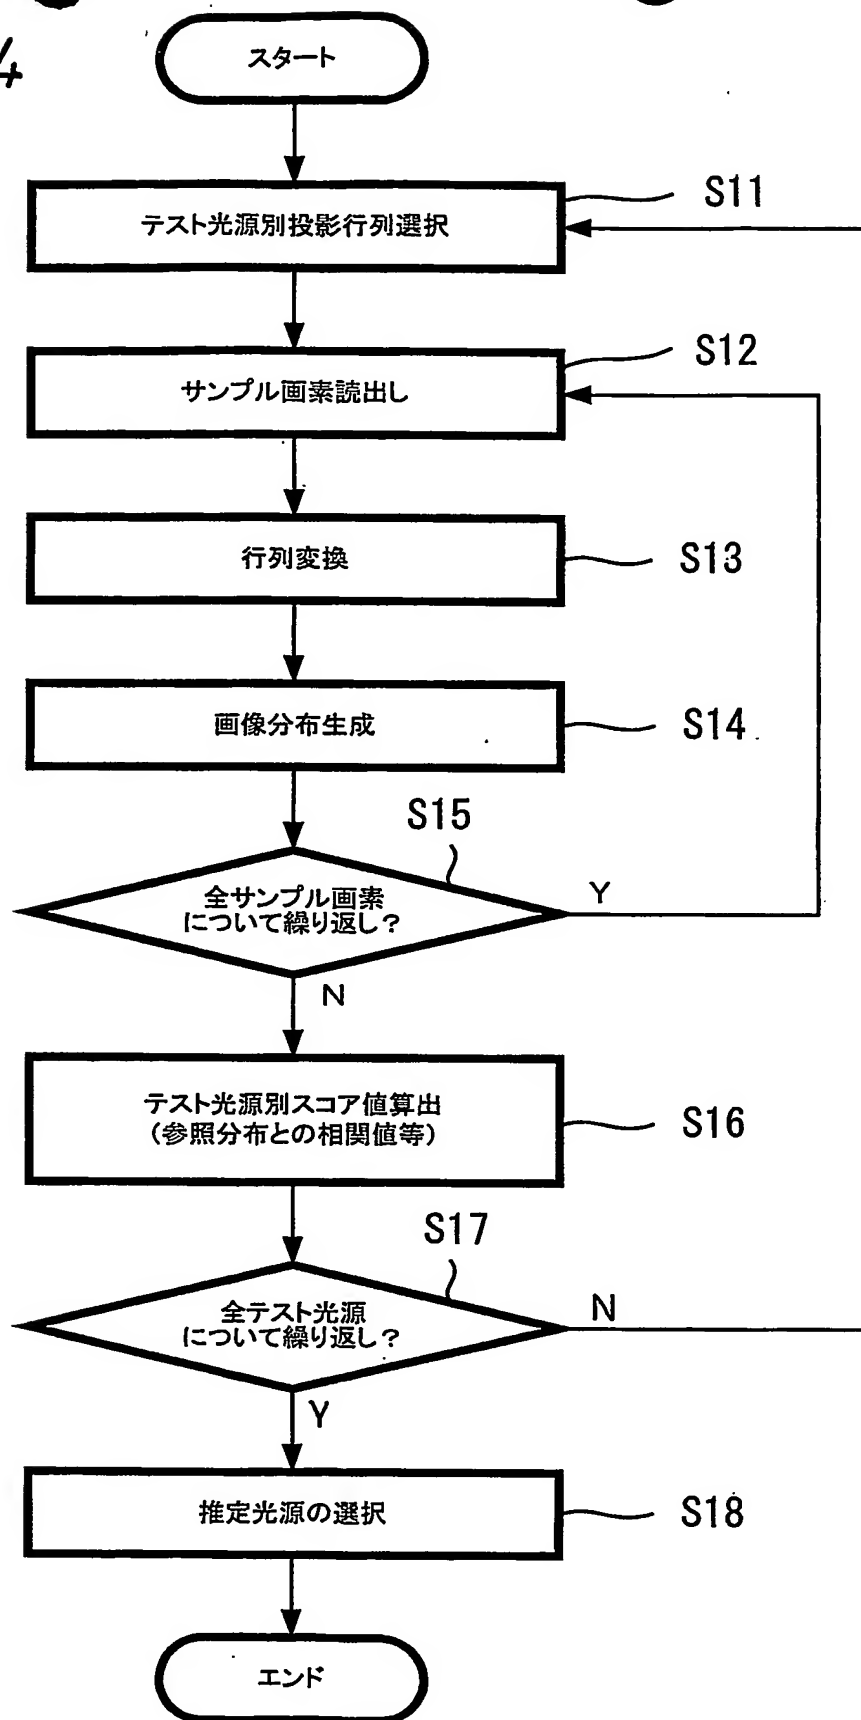 4
スタート
テスト光源別投影行列選択
S11
サンプル画素読出し
S12
行列変換
S13
画像分布生成
S14
S15
全サンプル画素
について繰り返し?
Y
N
テスト光源別スコア値算出
(参照分布との相関値等)
S16
S17
全テスト光源
について繰り返し?
N
Y
推定光源の選択
S18
エンド